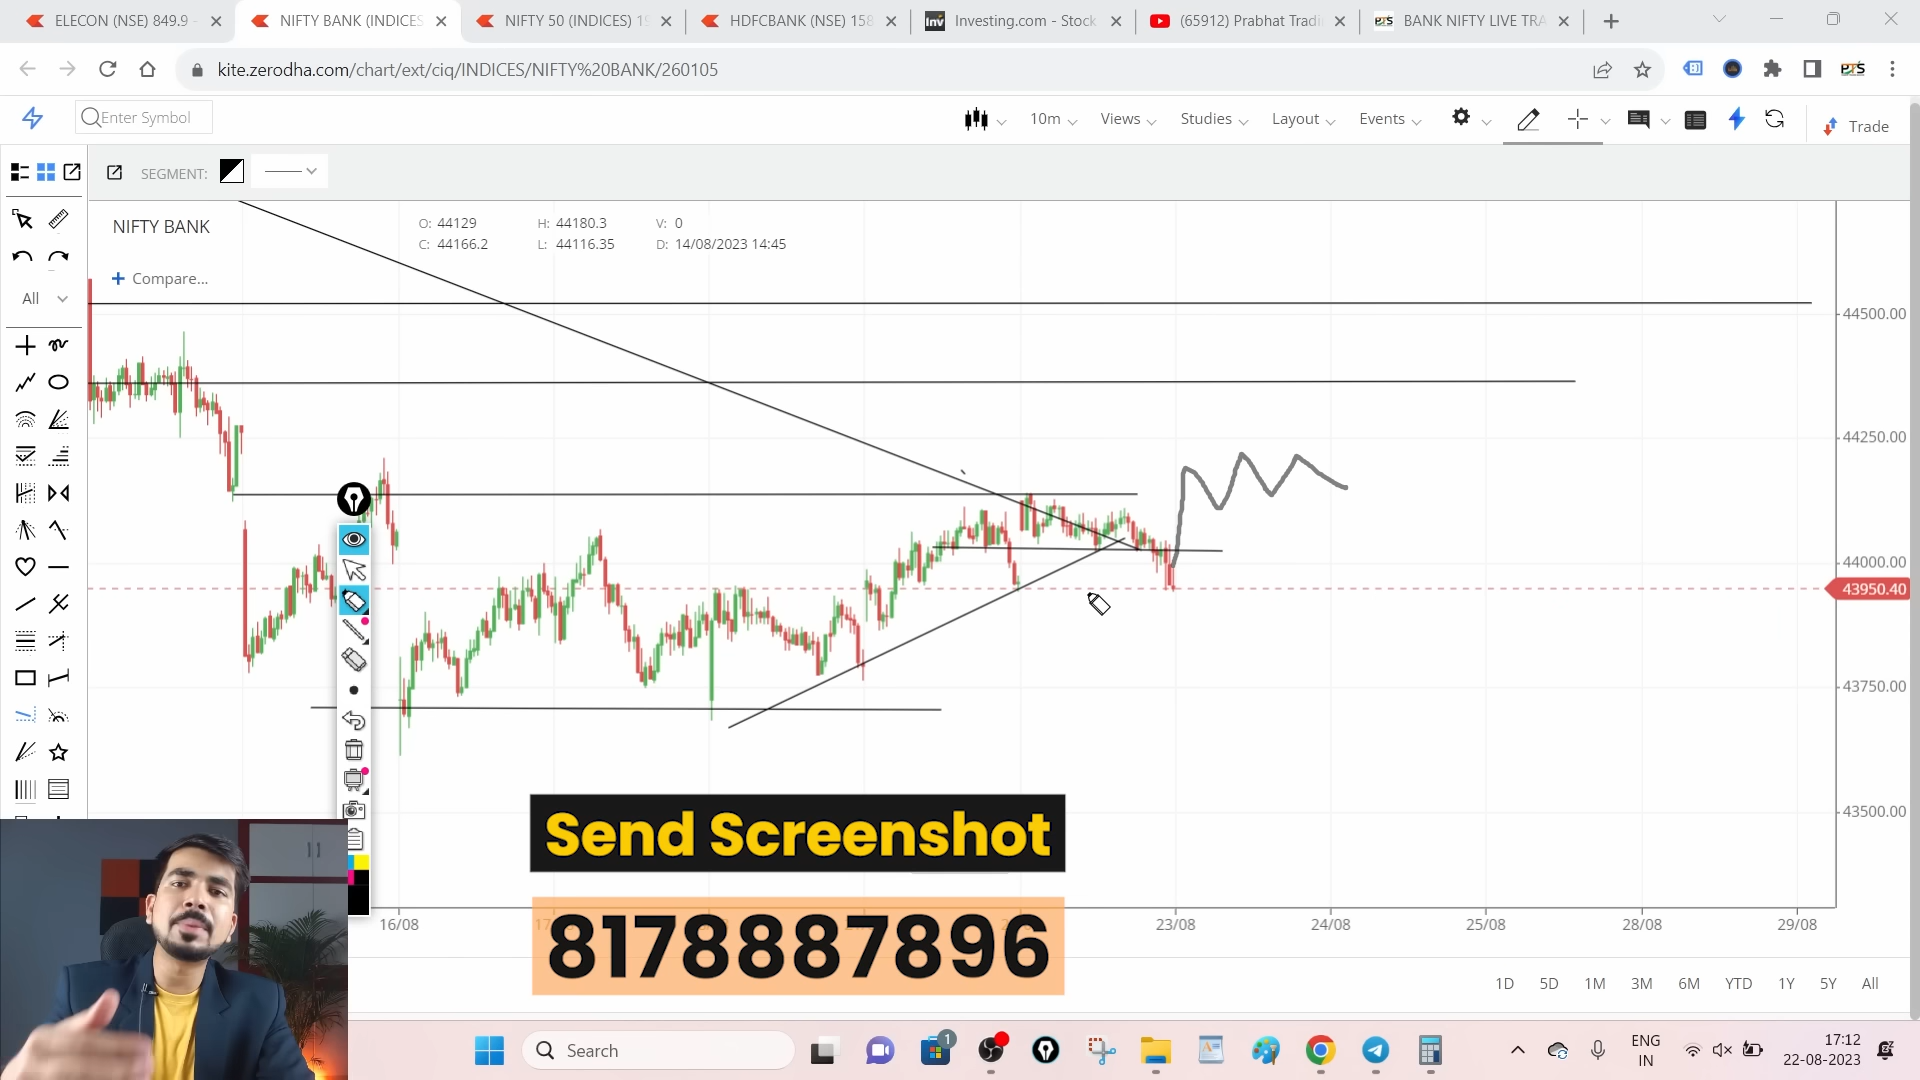 ELECON (NSE) 849.9 -
NIFTY BANK (INDICES
NIFTY 50 (INDICES) 19
HDFCBANK (NSE) 158
Investing.com - Stock
(65912) Prabhat Tradi
PTS BANK NIFTY LIVE TRA
kite.zerodha.com/chart/ext/ciq/INDICES/NIFTY%20BANK/260105
PTS
Enter Symbol
10m
Views
Studies
Layout
Events
Trade
SEGMENT:
NIFTY BANK
O: 44129 H: 44180.3 V: 0
C: 44166.2 L: 44116.35 D: 14/08/2023 14:45
+ Compare...
All
44500.00
44250.00
44000.00
43950.40
43750.00
43500.00
Send Screenshot
8178887896
16/08
23/08
24/08
25/08
28/08
29/08
1D 5D 1M 3M 6M YTD 1Y 5Y All
Search
1
ENG
IN
17:12
22-08-2023